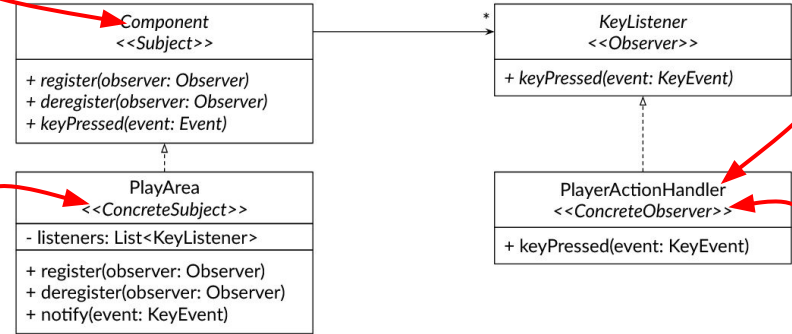 Component
<<Subject>>
+ register(observer: Observer)
+ deregister(observer: Observer)
+ keyPressed(event: Event)
*
KeyListener
<<Observer>>
+ keyPressed(event: KeyEvent)
PlayArea
<<ConcreteSubject>>
- listeners: List<KeyListener>
+ register(observer: Observer)
+ deregister(observer: Observer)
+ notify(event: KeyEvent)
PlayerActionHandler
<<ConcreteObserver>>
+ keyPressed(event: KeyEvent)